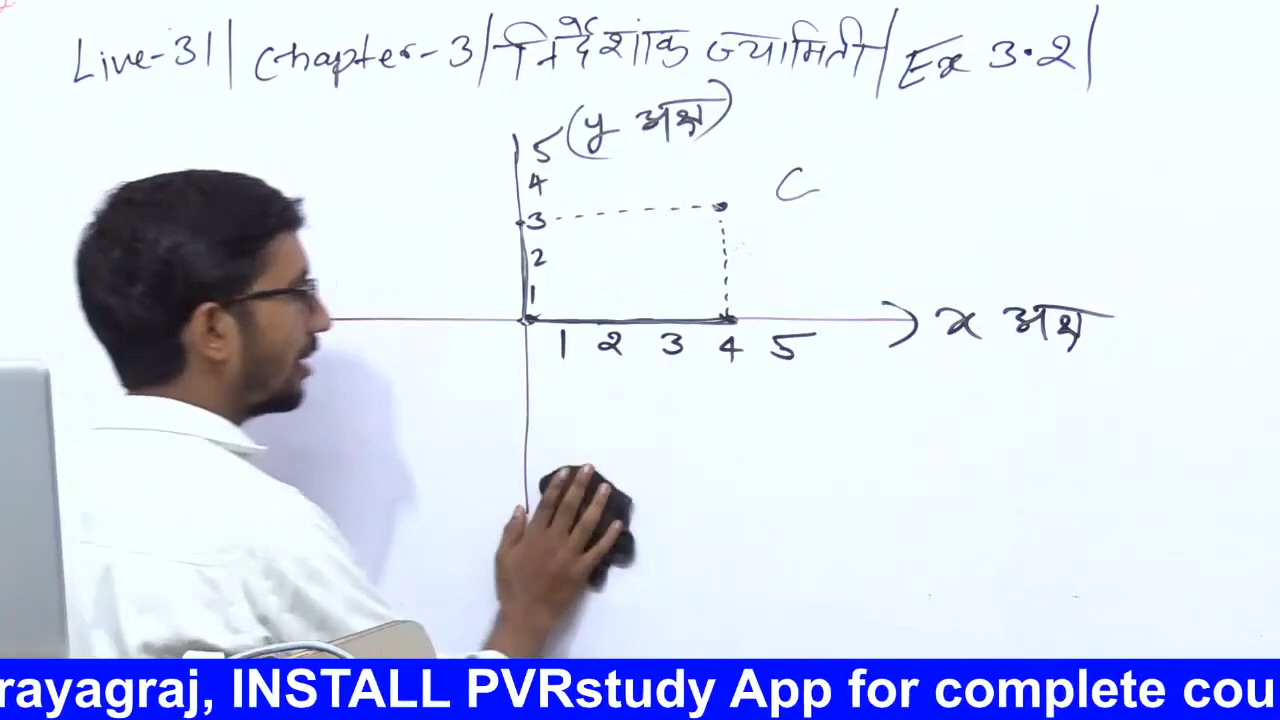 Live-31 | Chapter-3 | निर्देशांक ज्यामिती | Ex 3.2 |
5 (y अक्ष)
4
C
3
2
1
1 2 3 4 5
x अक्ष
rayagraj, INSTALL PVRstudy App for complete cou